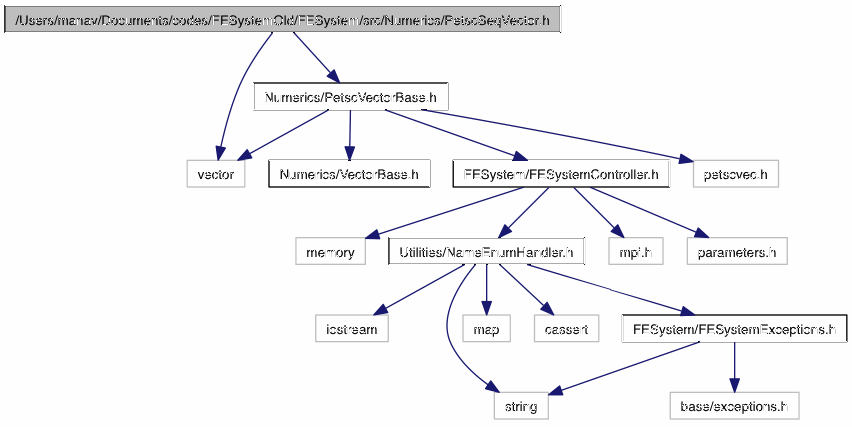 /Users/manav/Documents/codes/FESystemOld/FESystem/src/Numerics/PetscSeqVector.h
Numerics/PetscVectorBase.h
vector
Numerics/VectorBase.h
FESystem/FESystemController.h
petscvec.h
memory
Utilities/NameEnumHandler.h
mpi.h
parameters.h
iostream
map
cassert
FESystem/FESystemExceptions.h
string
base/exceptions.h